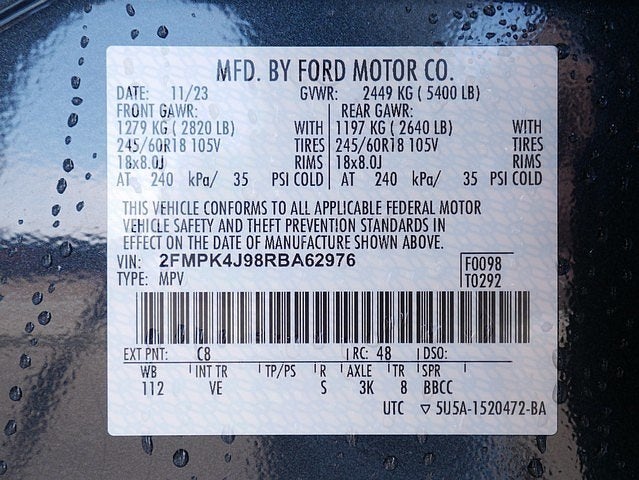 MFD. BY FORD MOTOR CO.
DATE: 11/23 GVWR: 2449 KG ( 5400 LB)
FRONT GAWR: REAR GAWR:
1279 KG ( 2820 LB) WITH 1197 KG ( 2640 LB) WITH
245/60R18 105V TIRES 245/60R18 105V TIRES
18x8.0J RIMS 18x8.0J RIMS
AT 240 kPa/ 35 PSI COLD AT 240 kPa/ 35 PSI COLD
THIS VEHICLE CONFORMS TO ALL APPLICABLE FEDERAL MOTOR
VEHICLE SAFETY AND THEFT PREVENTION STANDARDS IN
EFFECT ON THE DATE OF MANUFACTURE SHOWN ABOVE.
VIN: 2FMPK4J98RBA62976 F0098
TYPE: MPV T0292
EXT PNT: C8 RC: 48 DSO:
WB INT TR TP/PS R AXLE TR SPR
112 VE S 3K 8 BBCC
UTC ▽ 5U5A-1520472-BA